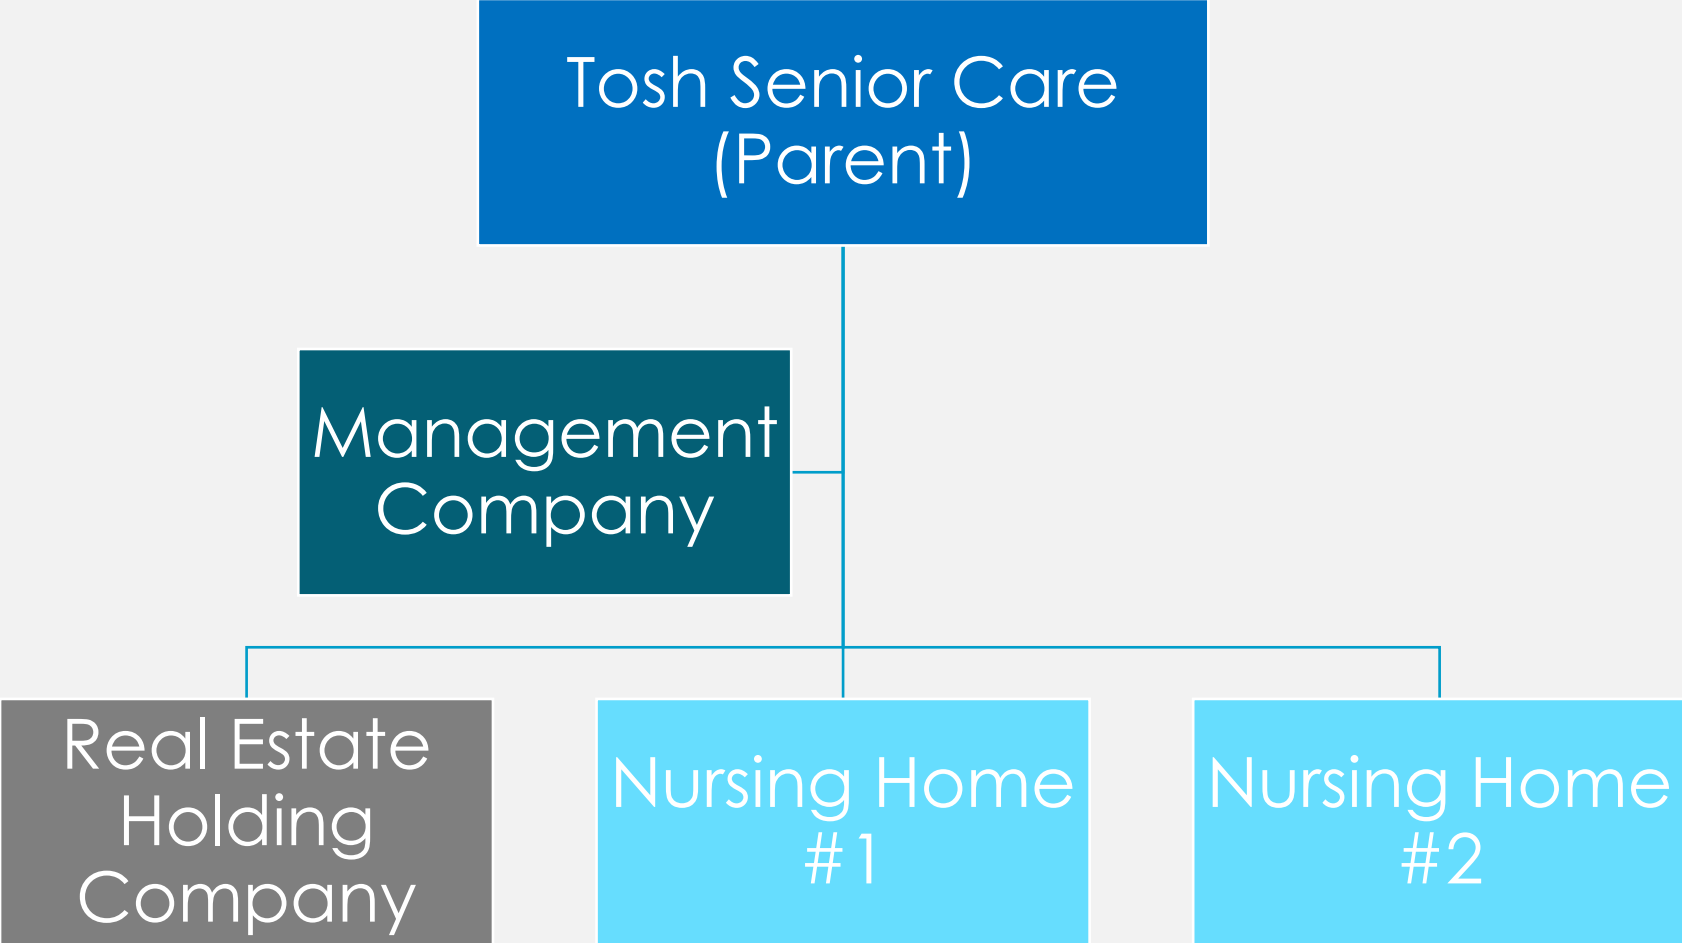 Tosh Senior Care
(Parent)
Management
Company
Real Estate
Holding
Company
Nursing Home
#1
Nursing Home
#2